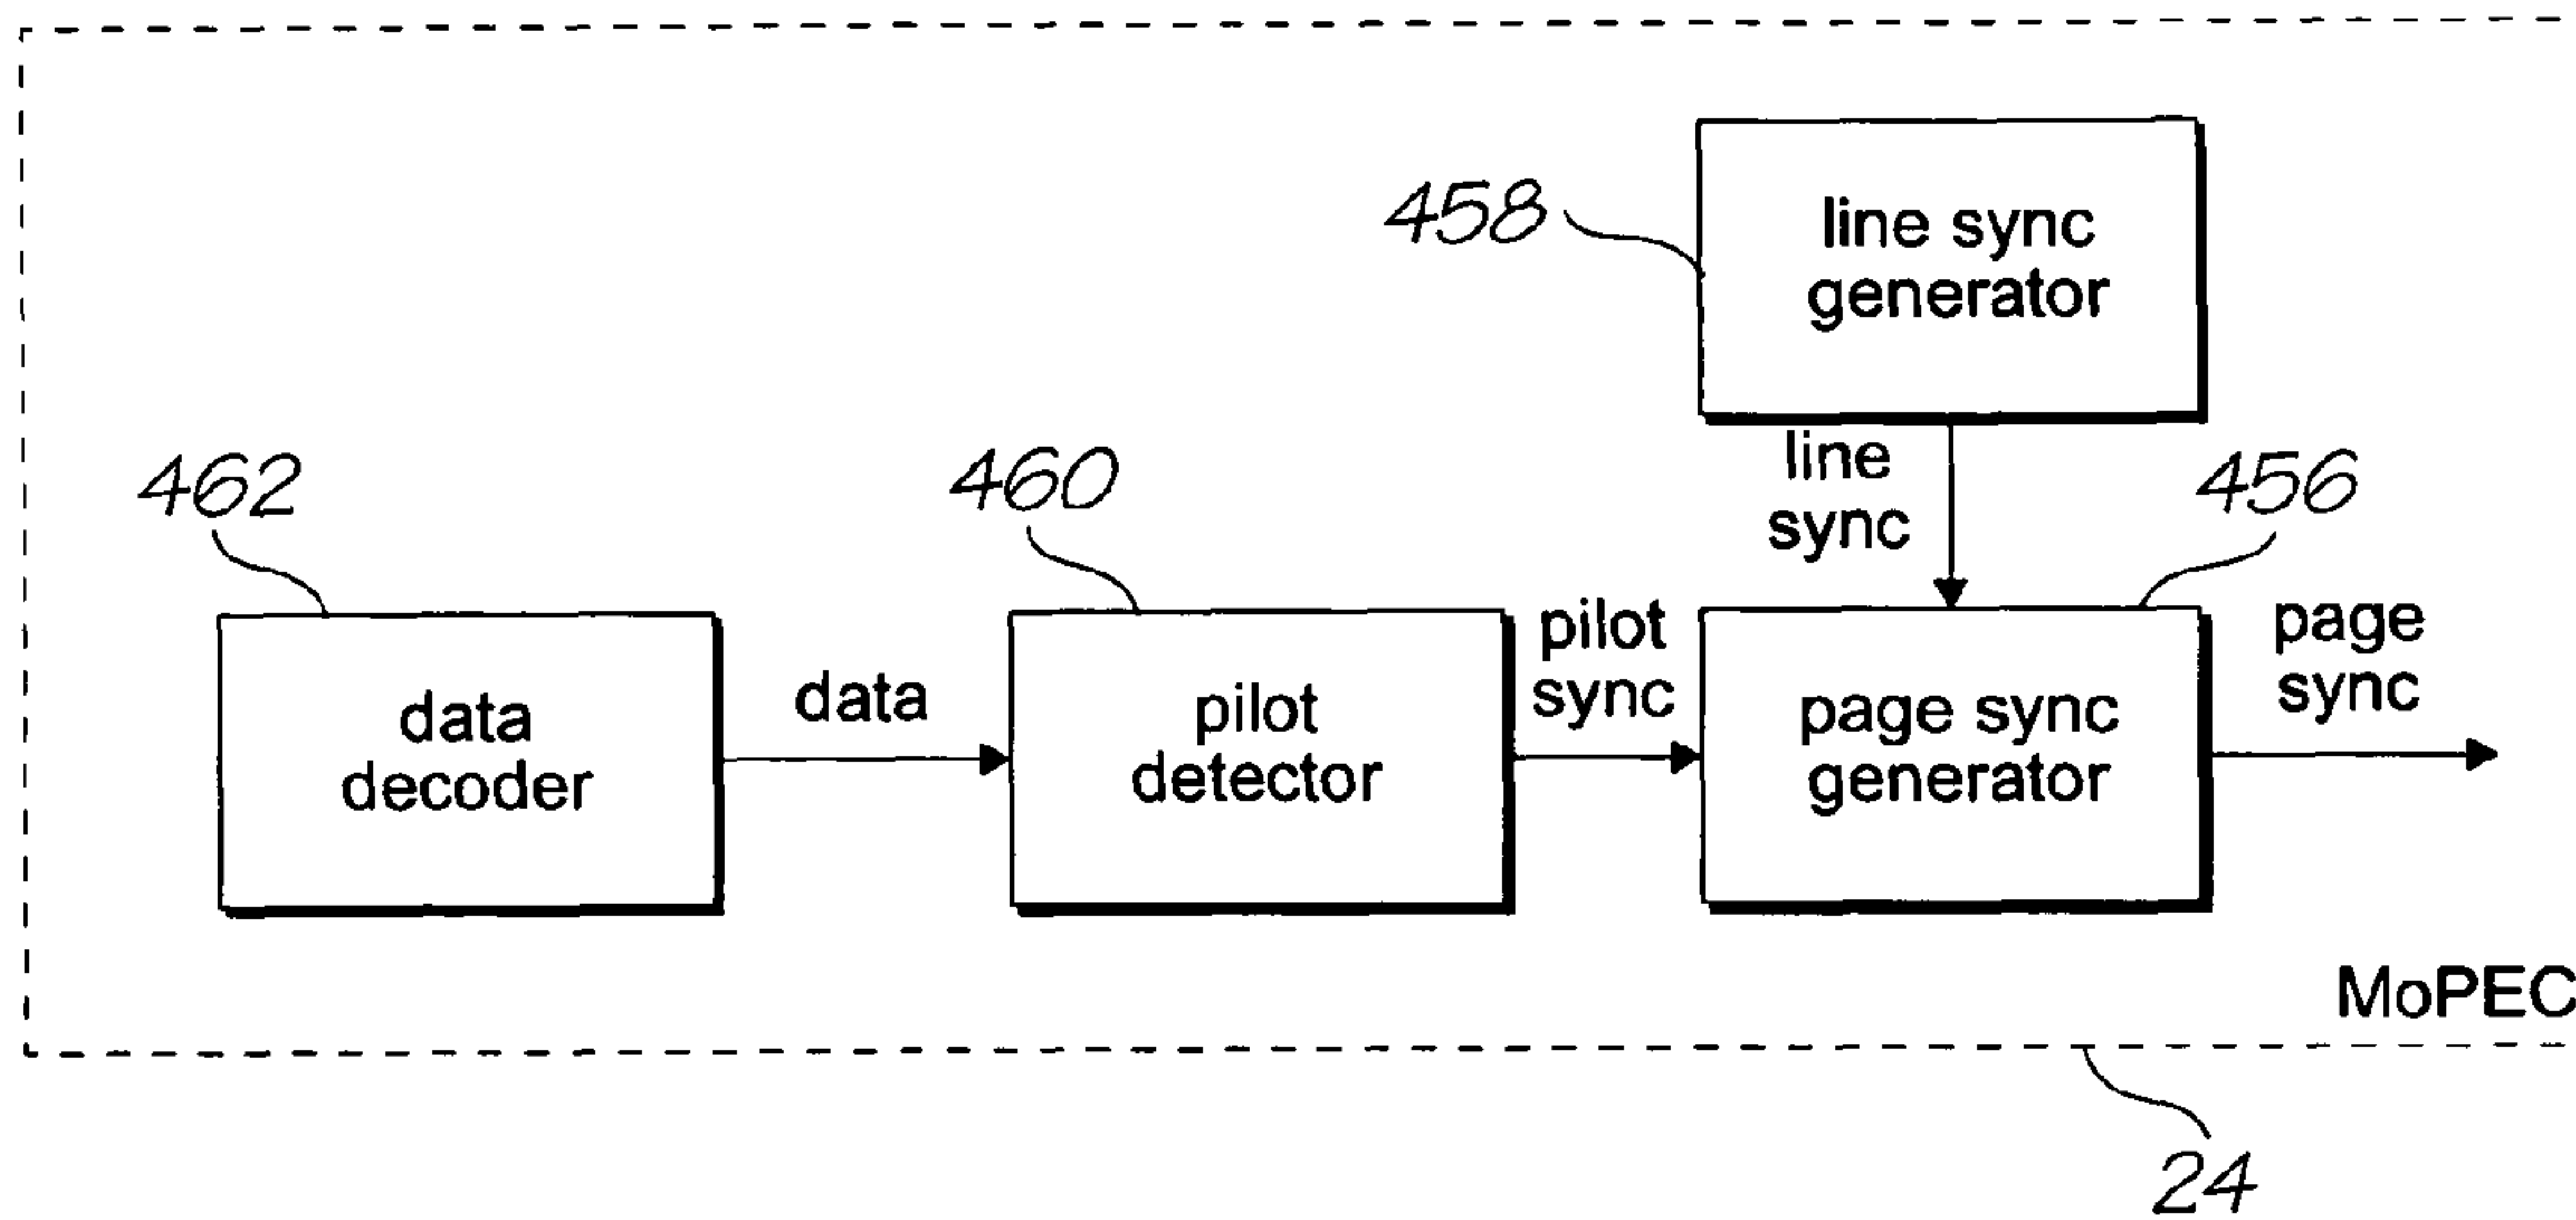 458
line sync
generator
line
sync
462
460
456
data
decoder
data
pilot
detector
pilot
sync
page sync
generator
page
sync
MoPEC
24